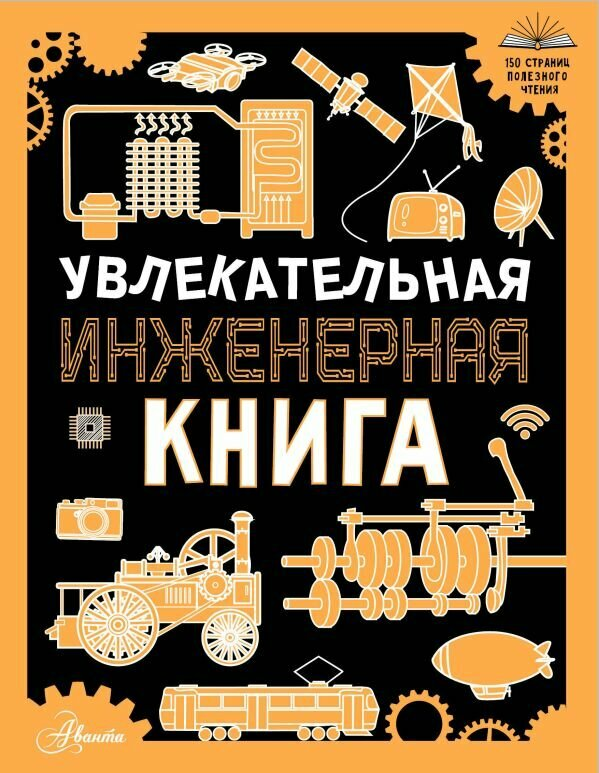 150 СТРАНИЦ
ПОЛЕЗНОГО
ЧТЕНИЯ
УВЛЕКАТЕЛЬНАЯ
ИНЖЕНЕРНАЯ
КНИГА
Аванта